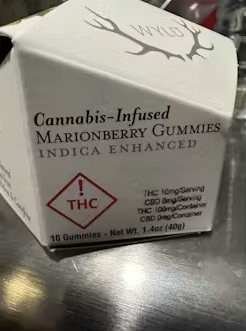 WYLD
Cannabis-Infused
MARIONBERRY GUMMIES
INDICA ENHANCED
!
THC
THC 10mg/Serving
CBD 0mg/Serving
THC 100mg/Container
CBD 0mg/Container
10 Gummies • Net Wt. 1.4oz (40g)